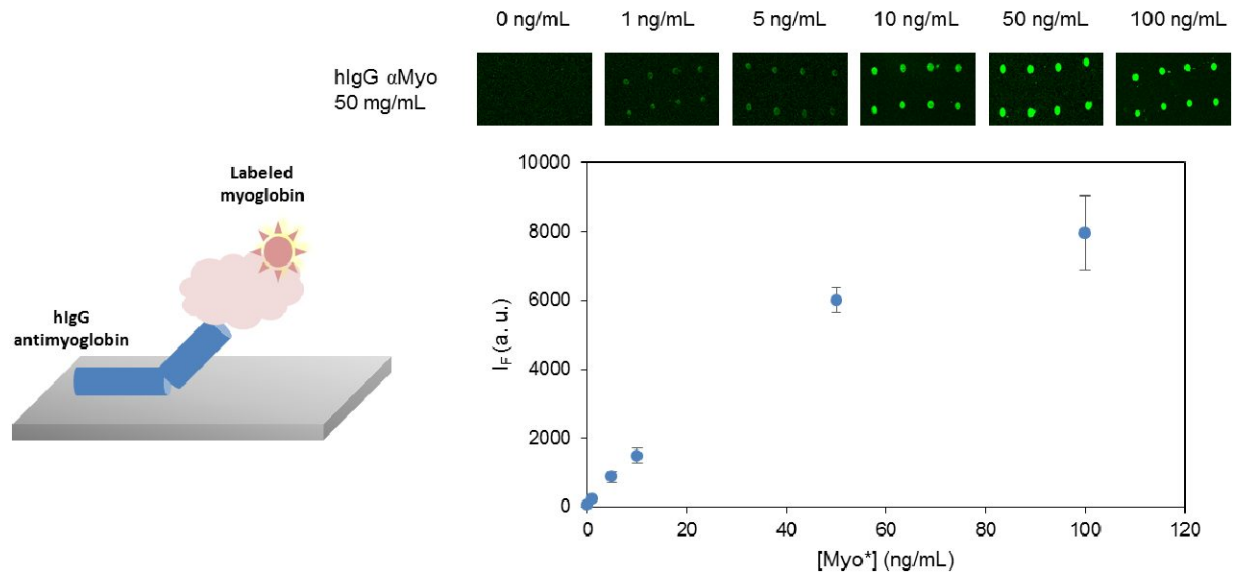 0 ng/mL
1 ng/mL
5 ng/mL
10 ng/mL
50 ng/mL
100 ng/mL
hIgG αMyo
50 mg/mL
Labeled
myoglobin
hIgG
antimyoglobin
10000
8000
6000
4000
2000
0
I_F (a. u.)
0
20
40
60
80
100
120
[Myo*] (ng/mL)